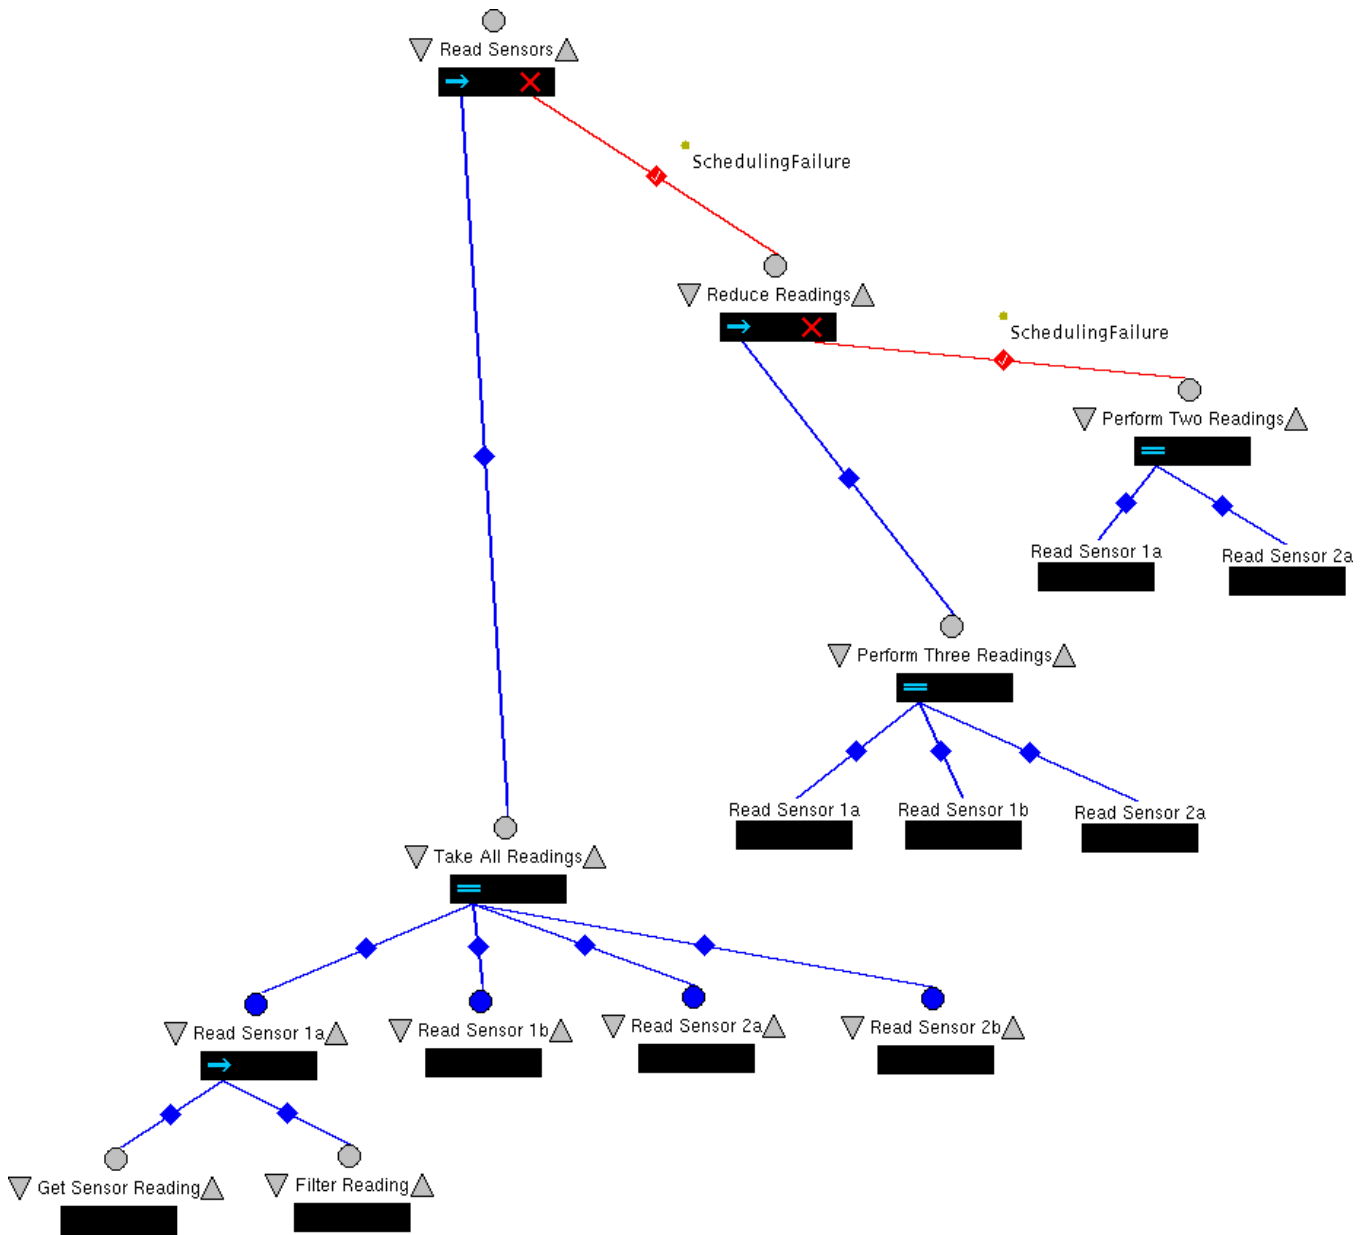 Read Sensors
SchedulingFailure
Reduce Readings
SchedulingFailure
Perform Two Readings
Read Sensor 1a
Read Sensor 2a
Perform Three Readings
Read Sensor 1a
Read Sensor 1b
Read Sensor 2a
Take All Readings
Read Sensor 1a
Read Sensor 1b
Read Sensor 2a
Read Sensor 2b
Get Sensor Reading
Filter Reading